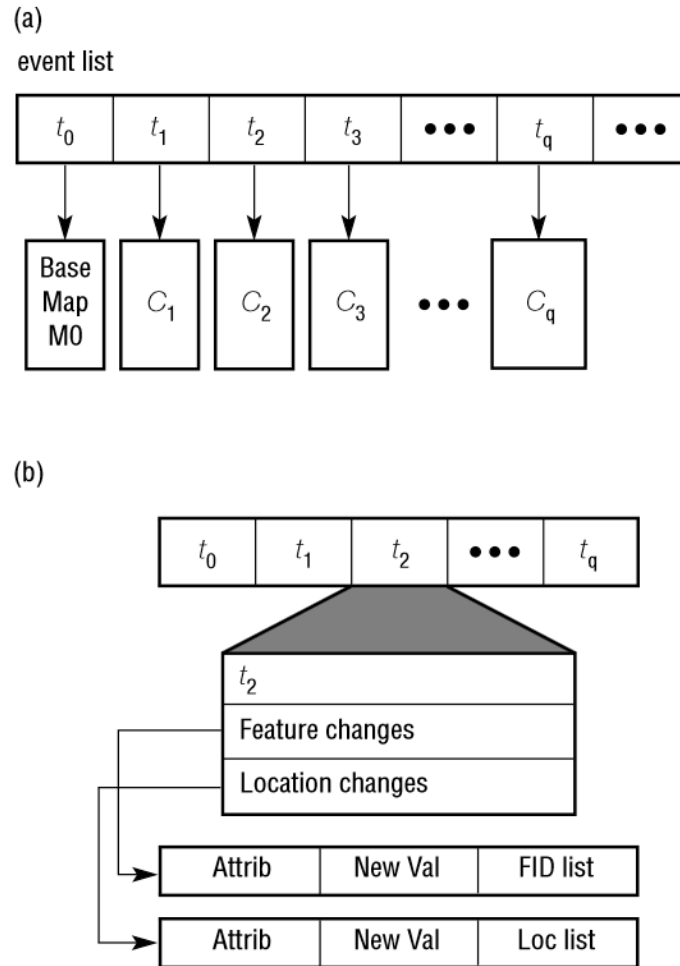 (a)
event list
t0 t1 t2 t3 ••• tq •••
Base Map M0
C1 C2 C3 ••• Cq
(b)
t0 t1 t2 ••• tq
t2
Feature changes
Location changes
Attrib New Val FID list
Attrib New Val Loc list